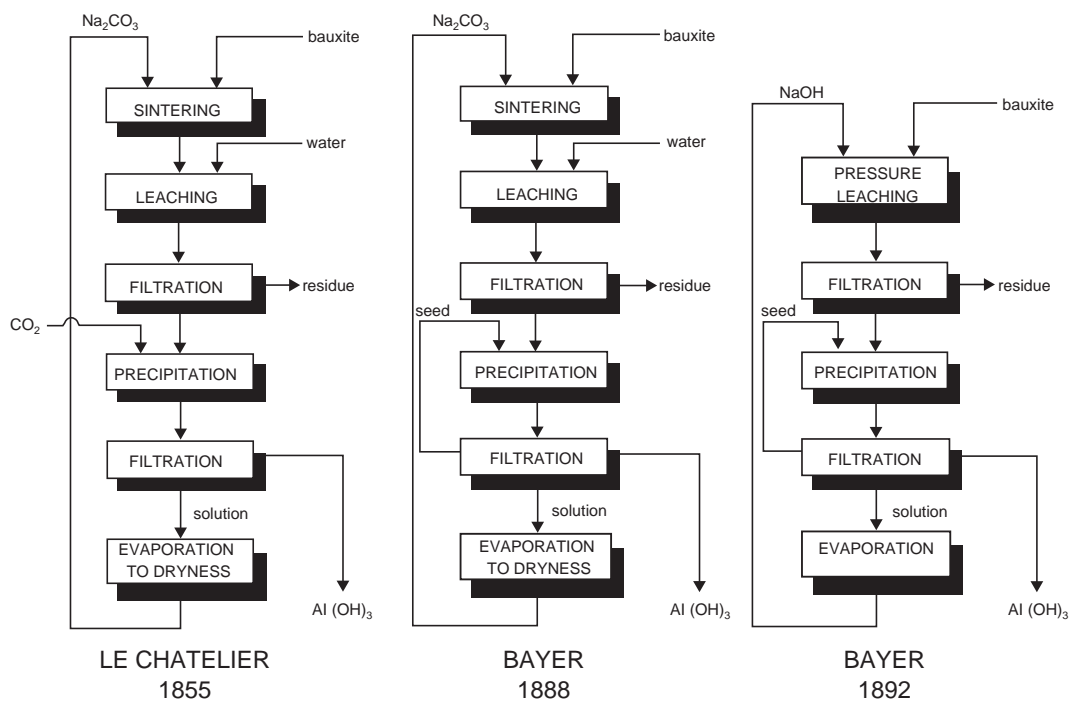 Na₂CO₃
bauxite
SINTERING
water
LEACHING
FILTRATION
residue
CO₂
PRECIPITATION
FILTRATION
solution
EVAPORATION
TO DRYNESS
Al (OH)₃
LE CHATELIER
1855
Na₂CO₃
bauxite
SINTERING
water
LEACHING
FILTRATION
residue
seed
PRECIPITATION
FILTRATION
solution
EVAPORATION
TO DRYNESS
Al (OH)₃
BAYER
1888
NaOH
bauxite
PRESSURE
LEACHING
FILTRATION
residue
seed
PRECIPITATION
FILTRATION
solution
EVAPORATION
Al (OH)₃
BAYER
1892